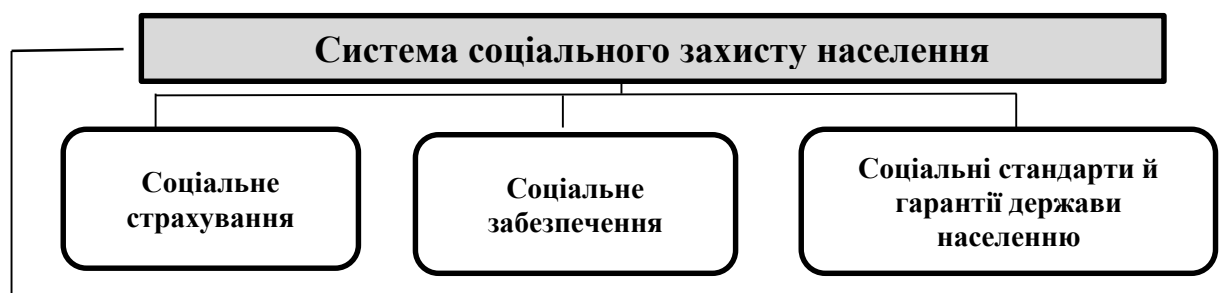 Система соціального захисту населення
Соціальне
страхування
Соціальне
забезпечення
Соціальні стандарти й
гарантії держави
населенню